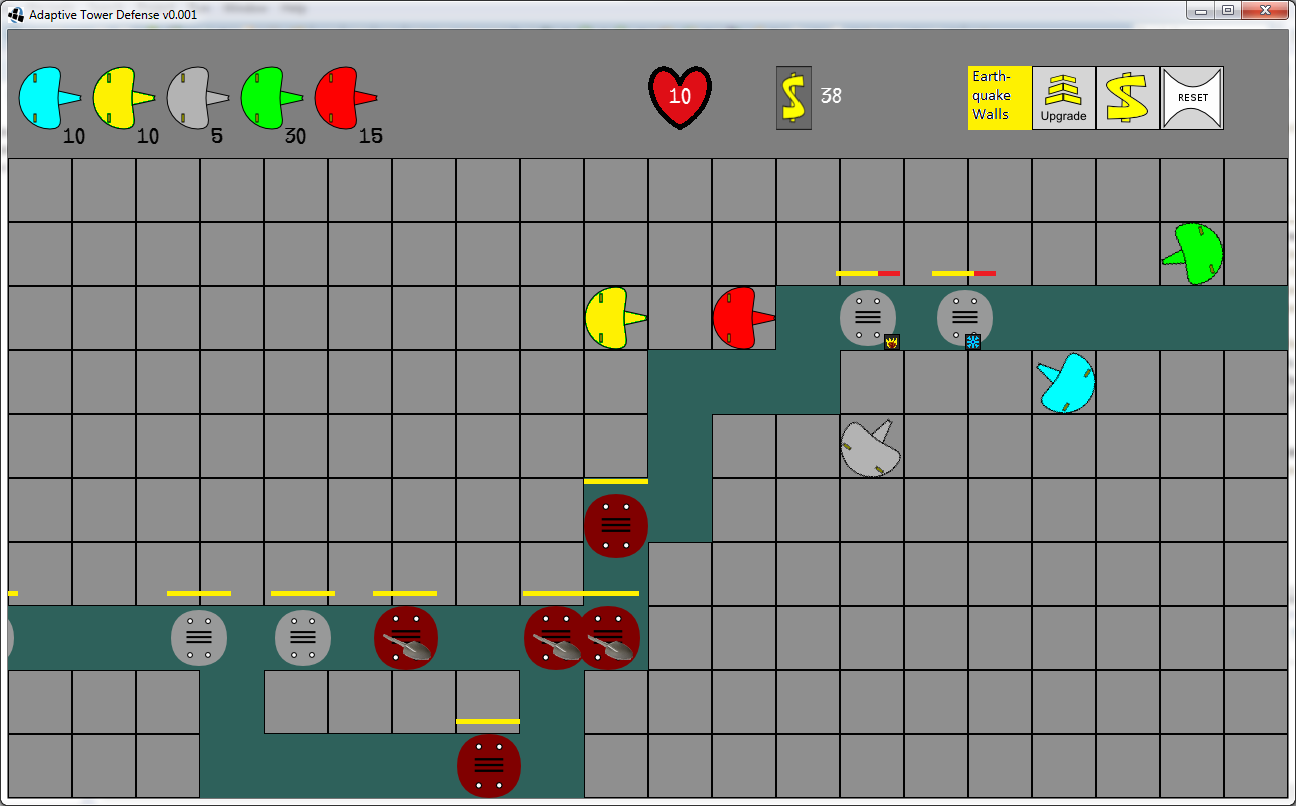 Adaptive Tower Defense v0.001
10
10
5
30
15
10
38
Earth-
quake
Walls
Upgrade
RESET